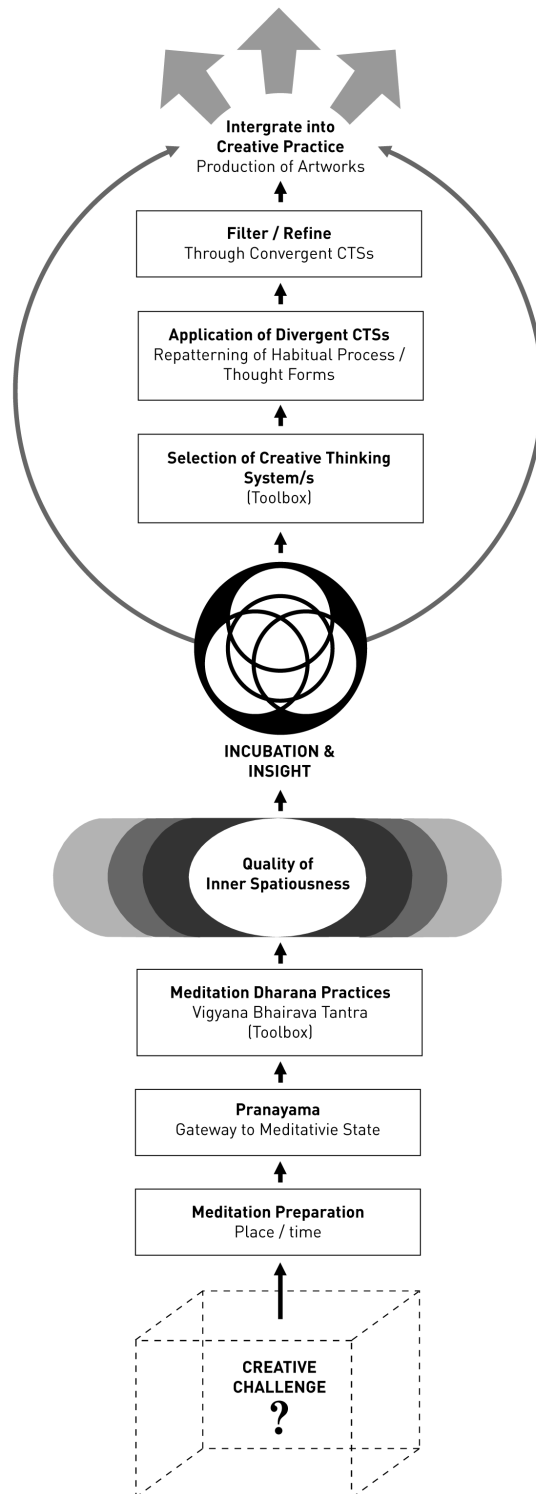 Intergrate into
Creative Practice
Production of Artworks
Filter / Refine
Through Convergent CTSs
Application of Divergent CTSs
Repatterning of Habitual Process /
Thought Forms
Selection of Creative Thinking
System/s
(Toolbox)
INCUBATION &
INSIGHT
Quality of
Inner Spatiousness
Meditation Dharana Practices
Vigyana Bhairava Tantra
(Toolbox)
Pranayama
Gateway to Meditativie State
Meditation Preparation
Place / time
CREATIVE
CHALLENGE
?